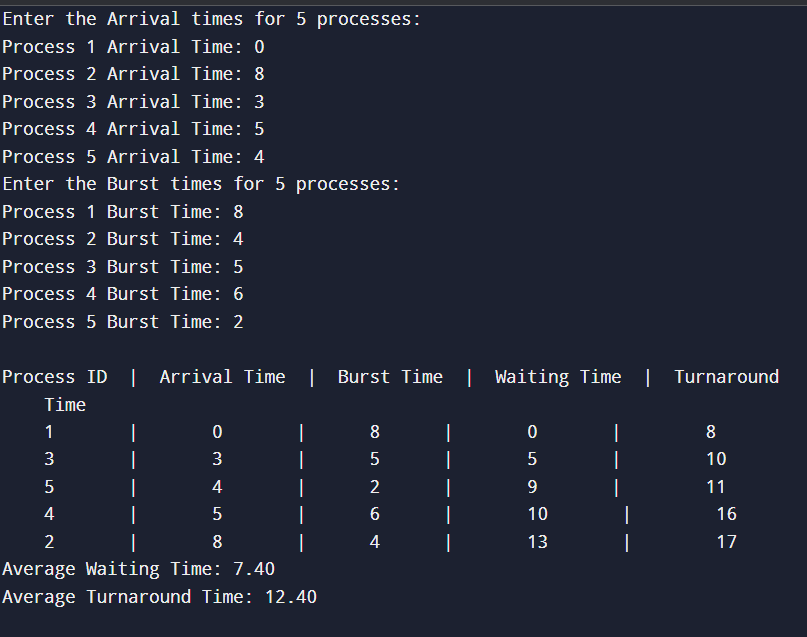 Enter the Arrival times for 5 processes:
Process 1 Arrival Time: 0
Process 2 Arrival Time: 8
Process 3 Arrival Time: 3
Process 4 Arrival Time: 5
Process 5 Arrival Time: 4
Enter the Burst times for 5 processes:
Process 1 Burst Time: 8
Process 2 Burst Time: 4
Process 3 Burst Time: 5
Process 4 Burst Time: 6
Process 5 Burst Time: 2

Process ID  |  Arrival Time  |  Burst Time  |  Waiting Time  |  Turnaround
    Time
    1       |       0       |      8      |       0       |        8
    3       |       3       |      5      |       5       |        10
    5       |       4       |      2      |       9       |        11
    4       |       5       |      6      |       10       |        16
    2       |       8       |      4      |       13       |        17
Average Waiting Time: 7.40
Average Turnaround Time: 12.40